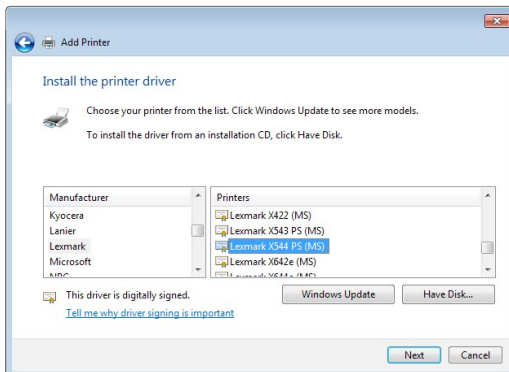 Add Printer
Install the printer driver
Choose your printer from the list. Click Windows Update to see more models.
To install the driver from an installation CD, click Have Disk.
Manufacturer
Kyocera
Lanier
Lexmark
Microsoft
Printers
Lexmark X422 (MS)
Lexmark X543 PS (MS)
Lexmark X544 PS (MS)
Lexmark X642e (MS)
This driver is digitally signed.
Tell me why driver signing is important
Windows Update
Have Disk...
Next
Cancel